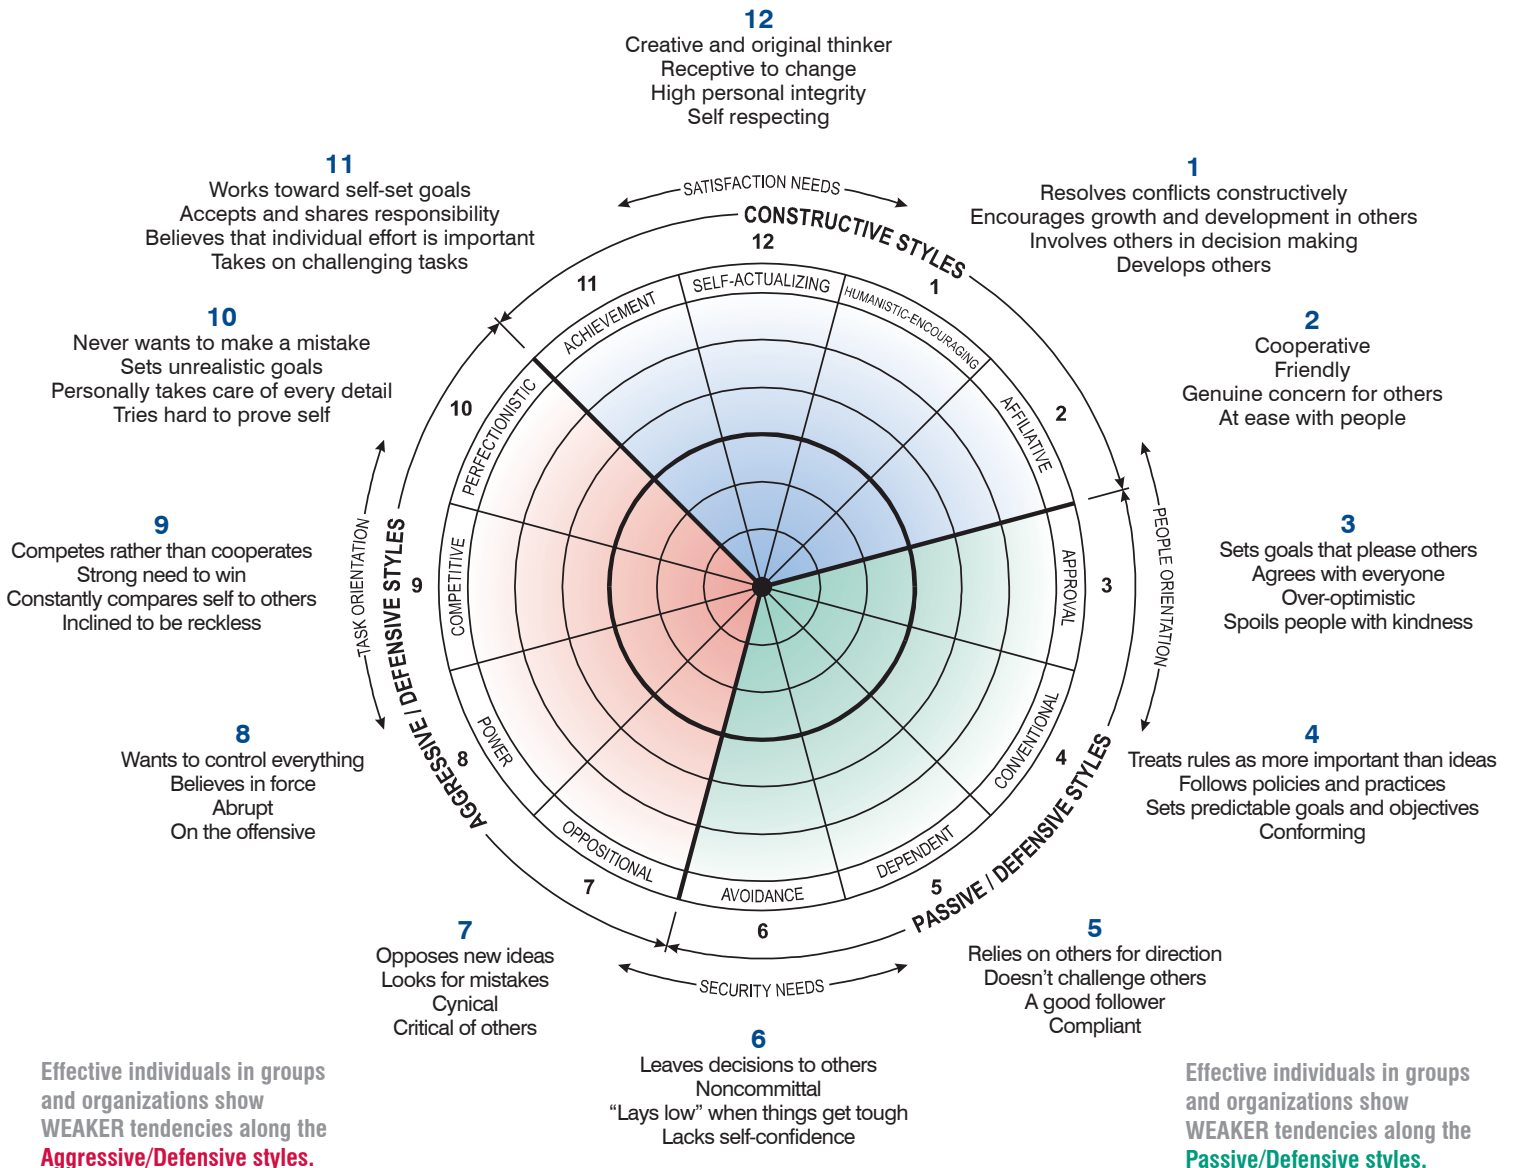 12
Creative and original thinker
Receptive to change
High personal integrity
Self respecting
11
Works toward self-set goals
Accepts and shares responsibility
Believes that individual effort is important
Takes on challenging tasks
1
Resolves conflicts constructively
Encourages growth and development in others
Involves others in decision making
Develops others
10
Never wants to make a mistake
Sets unrealistic goals
Personally takes care of every detail
Tries hard to prove self
2
Cooperative
Friendly
Genuine concern for others
At ease with people
9
Competes rather than cooperates
Strong need to win
Constantly compares self to others
Inclined to be reckless
3
Sets goals that please others
Agrees with everyone
Over-optimistic
Spoils people with kindness
8
Wants to control everything
Believes in force
Abrupt
On the offensive
4
Treats rules as more important than ideas
Follows policies and practices
Sets predictable goals and objectives
Conforming
7
Opposes new ideas
Looks for mistakes
Cynical
Critical of others
5
Relies on others for direction
Doesn't challenge others
A good follower
Compliant
6
Leaves decisions to others
Noncommittal
“Lays low” when things get tough
Lacks self-confidence
SATISFACTION NEEDS
CONSTRUCTIVE STYLES
PEOPLE ORIENTATION
PASSIVE / DEFENSIVE STYLES
SECURITY NEEDS
AGGRESSIVE / DEFENSIVE STYLES
TASK ORIENTATION
12
SELF-ACTUALIZING
1
HUMANISTIC-ENCOURAGING
2
AFFILIATIVE
3
APPROVAL
4
CONVENTIONAL
5
DEPENDENT
6
AVOIDANCE
7
OPPOSITIONAL
8
POWER
9
COMPETITIVE
10
PERFECTIONISTIC
11
ACHIEVEMENT
Effective individuals in groups
and organizations show
WEAKER tendencies along the
Aggressive/Defensive styles.
Effective individuals in groups
and organizations show
WEAKER tendencies along the
Passive/Defensive styles.